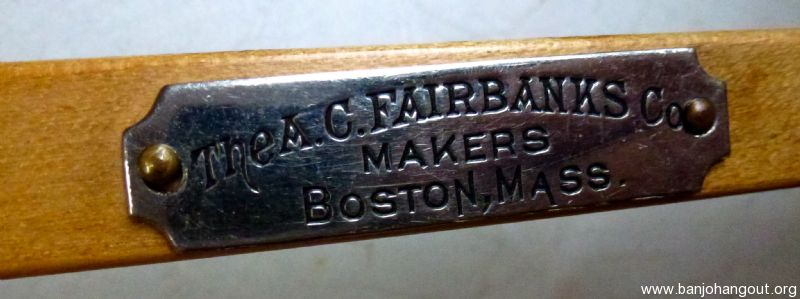 The A. C. FAIRBANKS Co
MAKERS
BOSTON, MASS.
www.banjohangout.org